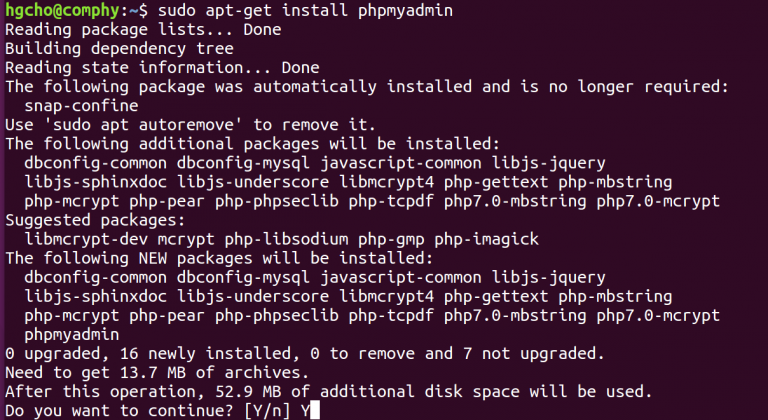 hgcho@comphy:~$ sudo apt-get install phpmyadmin
Reading package lists... Done
Building dependency tree
Reading state information... Done
The following package was automatically installed and is no longer required:
  snap-confine
Use 'sudo apt autoremove' to remove it.
The following additional packages will be installed:
  dbconfig-common dbconfig-mysql javascript-common libjs-jquery
  libjs-sphinxdoc libjs-underscore libmcrypt4 php-gettext php-mbstring
  php-mcrypt php-pear php-phpseclib php-tcpdf php7.0-mbstring php7.0-mcrypt
Suggested packages:
  libmcrypt-dev mcrypt php-libsodium php-gmp php-imagick
The following NEW packages will be installed:
  dbconfig-common dbconfig-mysql javascript-common libjs-jquery
  libjs-sphinxdoc libjs-underscore libmcrypt4 php-gettext php-mbstring
  php-mcrypt php-pear php-phpseclib php-tcpdf php7.0-mbstring php7.0-mcrypt
  phpmyadmin
0 upgraded, 16 newly installed, 0 to remove and 7 not upgraded.
Need to get 13.7 MB of archives.
After this operation, 52.9 MB of additional disk space will be used.
Do you want to continue? [Y/n] Y